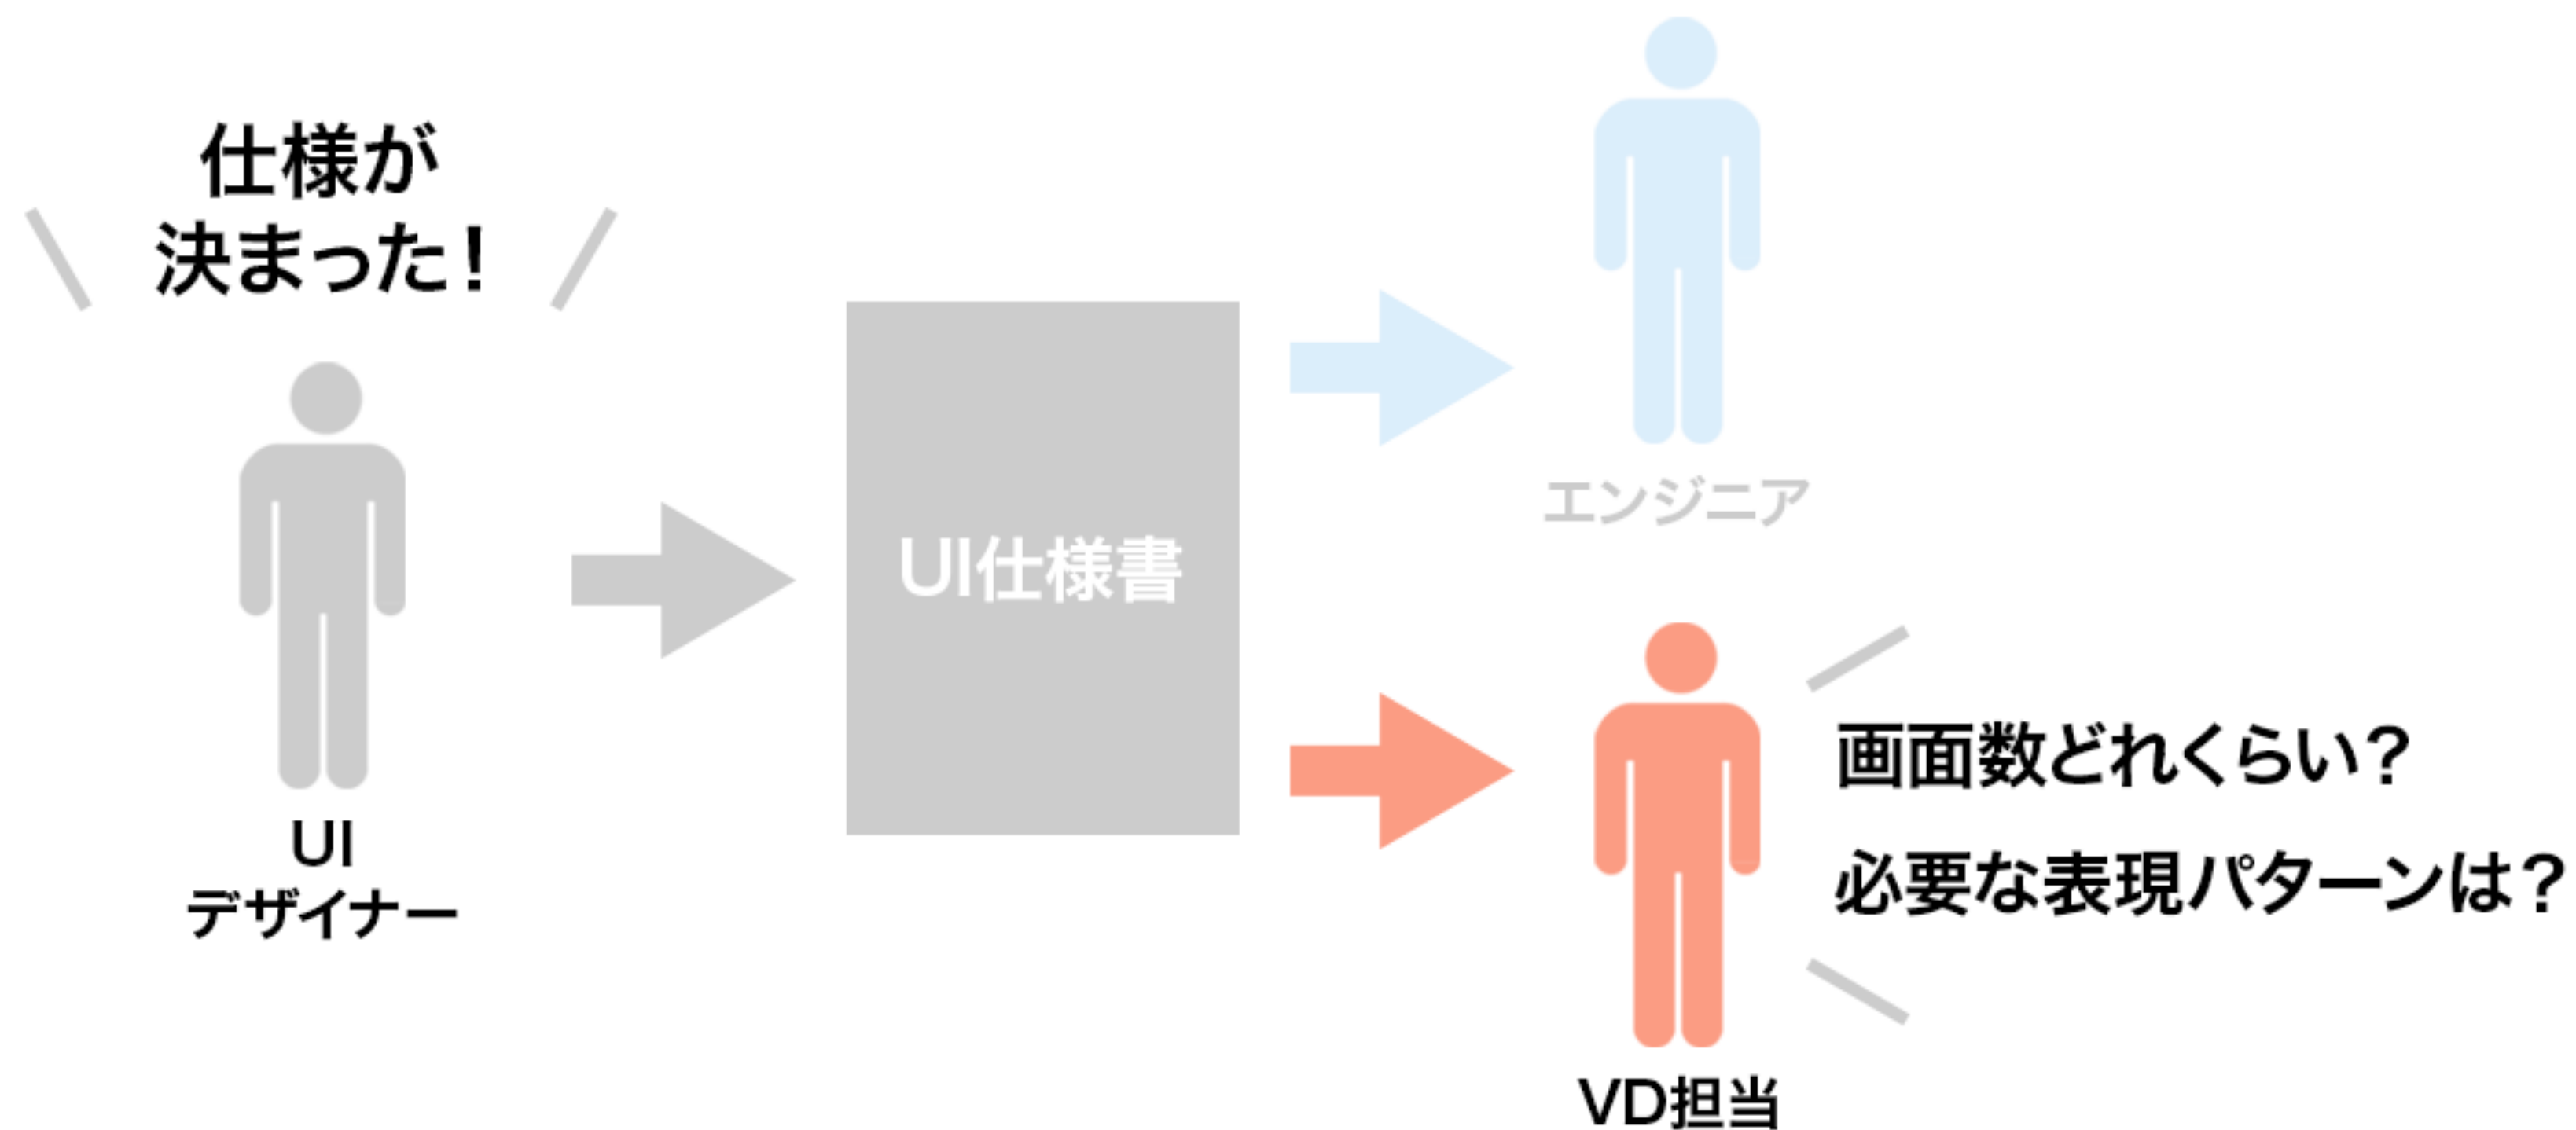 仕様が
決まった！
UI
デザイナー
UI仕様書
エンジニア
画面数どれくらい？
必要な表現パターンは？
VD担当